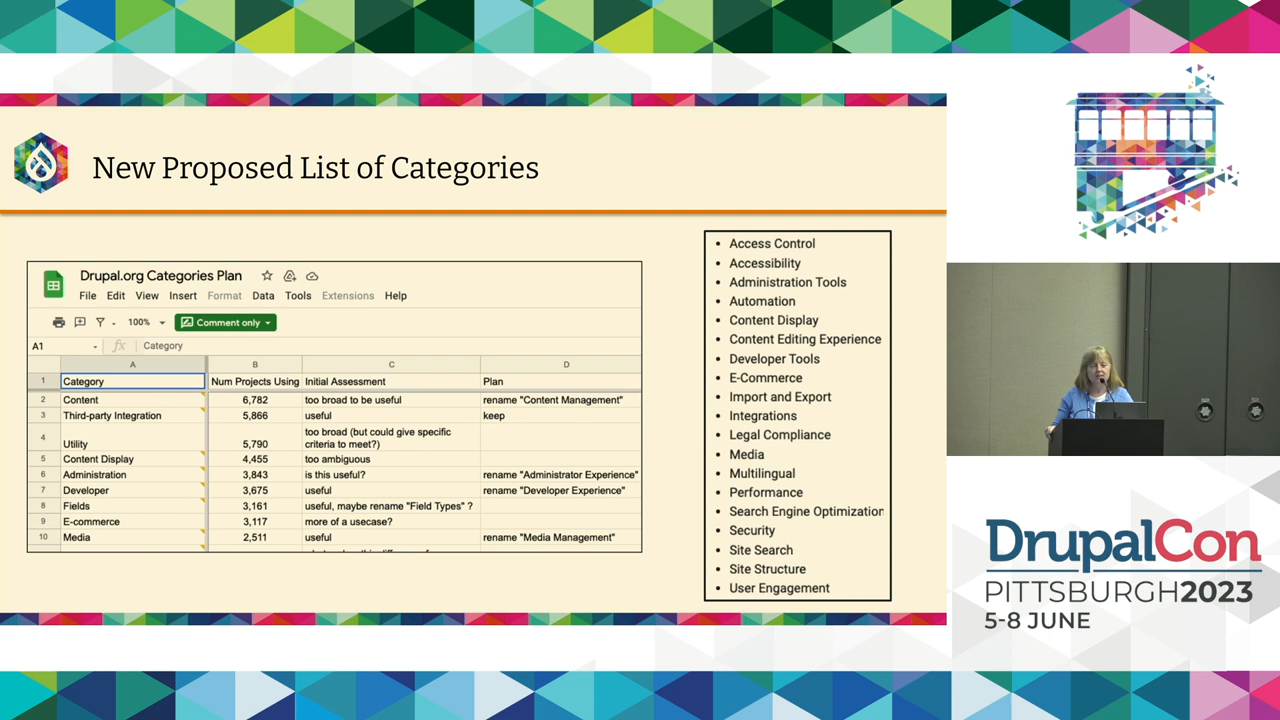 New Proposed List of Categories
Drupal.org Categories Plan
File Edit View Insert Format Data Tools Extensions Help
100% Comment only
A1 fx Category
A B C D
1 Category Num Projects Using Initial Assessment Plan
2 Content 6,782 too broad to be useful rename "Content Management"
3 Third-party Integration 5,866 useful keep
4 Utility 5,790 too broad (but could give specific
criteria to meet?)
5 Content Display 4,455 too ambiguous
6 Administration 3,843 is this useful? rename "Administrator Experience"
7 Developer 3,675 useful rename "Developer Experience"
8 Fields 3,161 useful, maybe rename "Field Types" ?
9 E-commerce 3,117 more of a usecase?
10 Media 2,511 useful rename "Media Management"
• Access Control
• Accessibility
• Administration Tools
• Automation
• Content Display
• Content Editing Experience
• Developer Tools
• E-Commerce
• Import and Export
• Integrations
• Legal Compliance
• Media
• Multilingual
• Performance
• Search Engine Optimization
• Security
• Site Search
• Site Structure
• User Engagement
DrupalCon
PITTSBURGH2023
5-8 JUNE